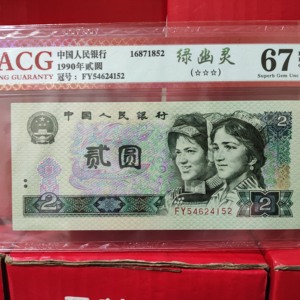 ACG
NG GUARANTY
中国人民银行
1990年贰圆
冠号：FY54624152
16871852
绿幽灵
(☆☆☆)
67
Superb Gem Unc
中国人民银行
贰圆
FY54624152
2
2